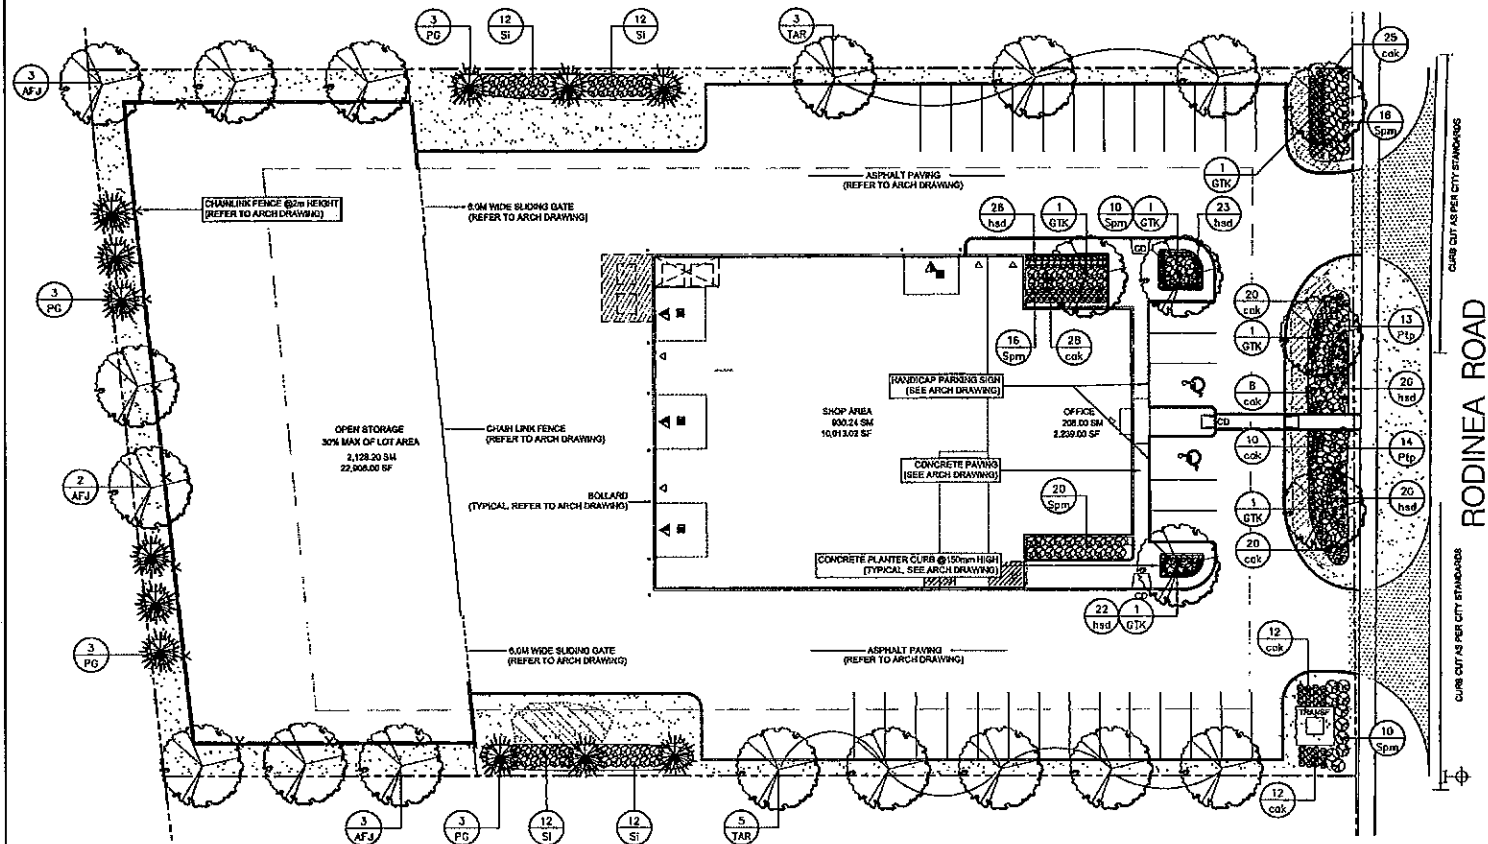 3
PG
12
Si
12
Si
3
TAR
25
cak
3
AFJ
16
Spm
1
GTK
ASPHALT PAVING
(REFER TO ARCH DRAWING)
CHAINLINK FENCE @2m HEIGHT
(REFER TO ARCH DRAWING)
6.0M WIDE SLIDING GATE
(REFER TO ARCH DRAWING)
28
hsd
1
GTK
10
Spm
1
GTK
23
hsd
CURB CUT AS PER CITY STANDARDS
3
PG
20
cak
13
Ptp
1
GTK
16
Spm
28
cak
HANDICAP PARKING SIGN
(SEE ARCH DRAWING)
8
cak
20
hsd
SHOP AREA
930.24 SM
10,013.02 SF
OFFICE
208.00 SM
2,239.00 SF
CD
RODINEA ROAD
OPEN STORAGE
30% MAX OF LOT AREA
2,128.20 SM
22,908.00 SF
CHAIN LINK FENCE
(REFER TO ARCH DRAWING)
10
cak
14
Ptp
CONCRETE PAVING
(SEE ARCH DRAWING)
2
AFJ
BOLLARD
(TYPICAL, REFER TO ARCH DRAWING)
20
Spm
1
GTK
20
hsd
20
cak
CONCRETE PLANTER CURB @150mm HIGH
(TYPICAL, SEE ARCH DRAWING)
CD
22
hsd
1
GTK
CURB CUT AS PER CITY STANDARDS
3
PG
6.0M WIDE SLIDING GATE
(REFER TO ARCH DRAWING)
ASPHALT PAVING
(REFER TO ARCH DRAWING)
12
cak
TRANSF
10
Spm
3
AFJ
3
PG
12
Si
12
Si
5
TAR
12
cak